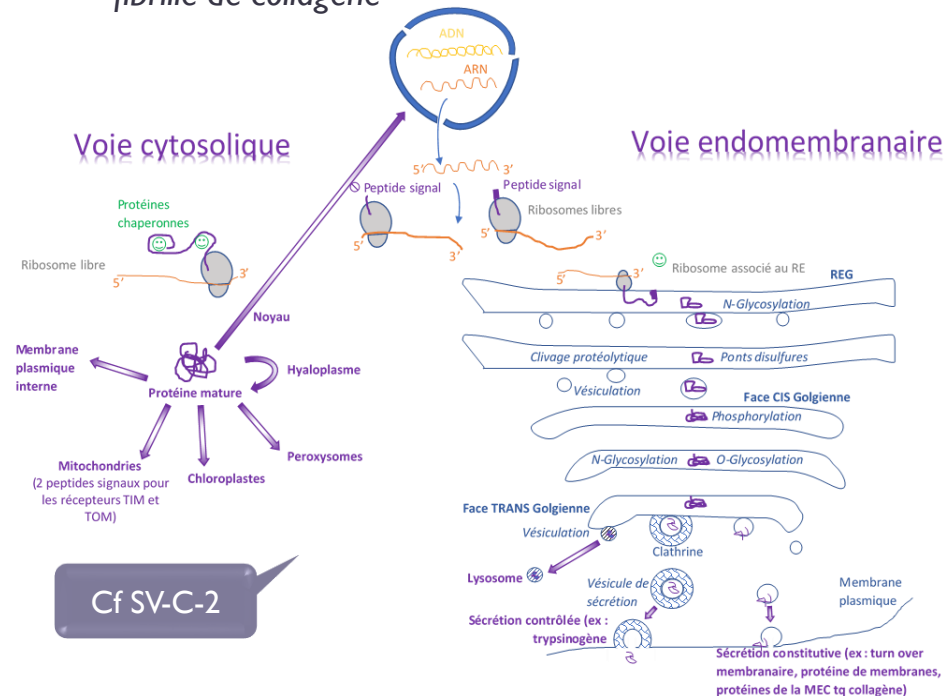 fibrille de collagène
ADN
ARN
Voie cytosolique
Voie endomembranaire
5’ 3’
Peptide signal
Peptide signal
Ribosomes libres
5’ 3’
5’ 3’
Protéines
chaperonnes
Ribosome libre
5’ 3’
5’ 3’
Ribosome associé au RE
REG
N-Glycosylation
Noyau
Membrane
plasmique
interne
Hyaloplasme
Protéine mature
Clivage protéolytique
Ponts disulfures
Vésiculation
Face CIS Golgienne
Phosphorylation
Peroxysomes
Mitochondries
(2 peptides signaux pour
les récepteurs TIM et
TOM)
Chloroplastes
N-Glycosylation
O-Glycosylation
Face TRANS Golgienne
Vésiculation
Clathrine
Lysosome
Vésicule de
sécrétion
Membrane
plasmique
Cf SV-C-2
Sécrétion contrôlée (ex :
trypsinogène
Sécrétion constitutive (ex : turn over
membranaire, protéine de membranes,
protéines de la MEC tq collagène)